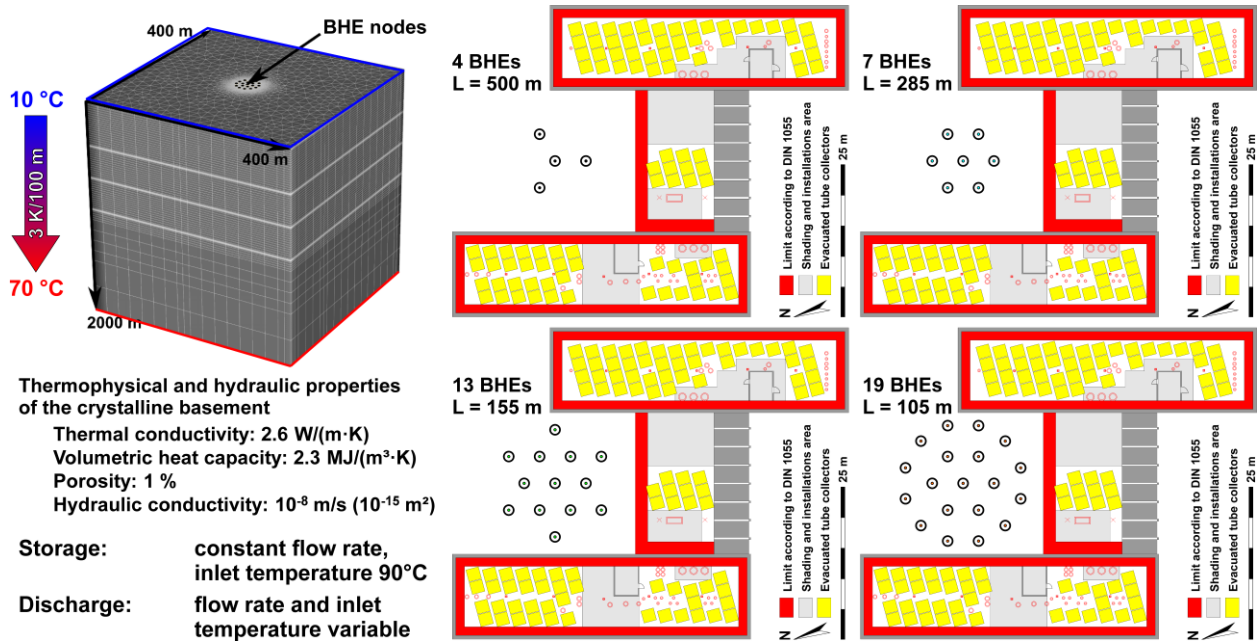 400 m
BHE nodes
10 °C
3 K/100 m
70 °C
400 m
2000 m
Thermophysical and hydraulic properties
of the crystalline basement
Thermal conductivity: 2.6 W/(m·K)
Volumetric heat capacity: 2.3 MJ/(m³·K)
Porosity: 1 %
Hydraulic conductivity: 10⁻⁸ m/s (10⁻¹⁵ m²)
Storage: constant flow rate,
inlet temperature 90°C
Discharge: flow rate and inlet
temperature variable
4 BHEs
L = 500 m
Limit according to DIN 1055
Shading and installations area
Evacuated tube collectors
25 m
N
7 BHEs
L = 285 m
Limit according to DIN 1055
Shading and installations area
Evacuated tube collectors
25 m
N
13 BHEs
L = 155 m
Limit according to DIN 1055
Shading and installations area
Evacuated tube collectors
25 m
N
19 BHEs
L = 105 m
Limit according to DIN 1055
Shading and installations area
Evacuated tube collectors
25 m
N